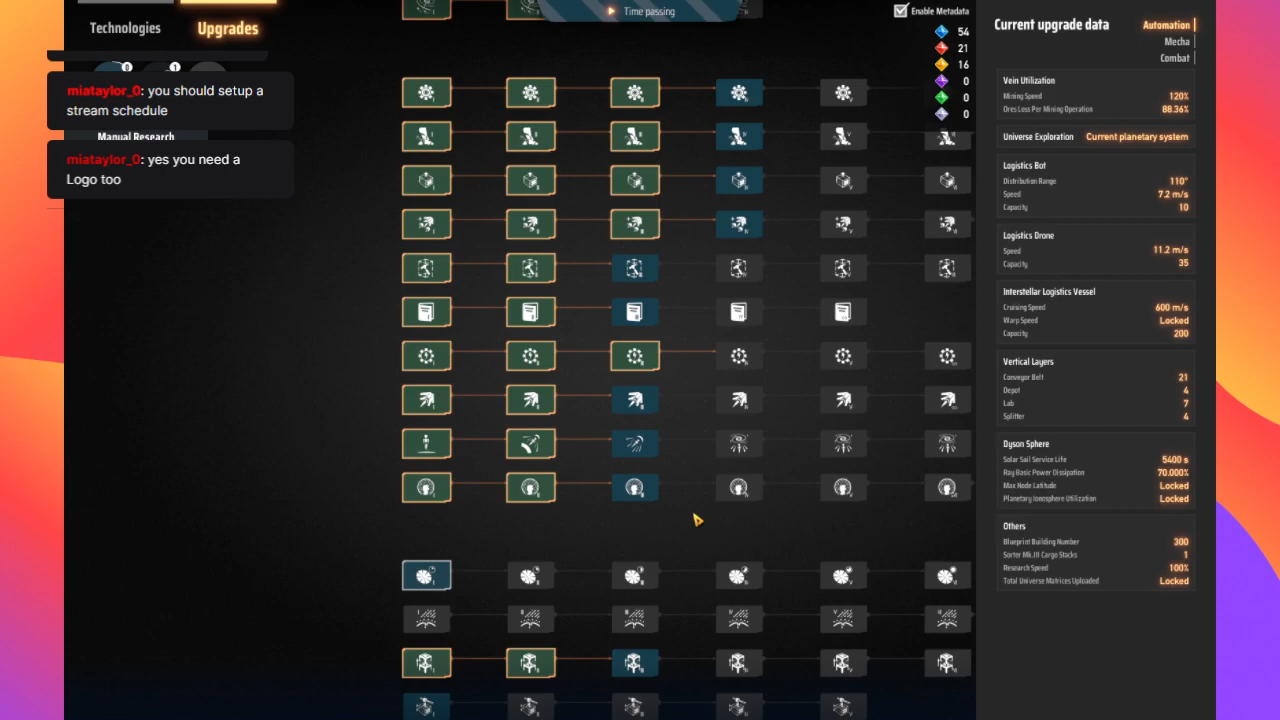 Time passing
Enable Metadata
54
21
16
0
0
0
Technologies
Upgrades
0
1
miataylor_0: you should setup a
stream schedule
Manual Research
miataylor_0: yes you need a
Logo too
Current upgrade data
Automation
Mecha
Combat
Vein Utilization
Mining Speed 120%
Ores Loss Per Mining Operation 88.36%
Universe Exploration Current planetary system
Logistics Bot
Distribution Range 110°
Speed 7.2 m/s
Capacity 10
Logistics Drone
Speed 11.2 m/s
Capacity 35
Interstellar Logistics Vessel
Cruising Speed 600 m/s
Warp Speed Locked
Capacity 200
Vertical Layers
Conveyor Belt 21
Depot 4
Lab 7
Splitter 4
Dyson Sphere
Solar Sail Service Life 5400 s
Ray Basic Power Dissipation 70.000%
Max Node Latitude Locked
Planetary Ionosphere Utilization Locked
Others
Blueprint Building Number 300
Sorter Mk.III Cargo Stacks 1
Research Speed 100%
Total Universe Matrices Uploaded Locked